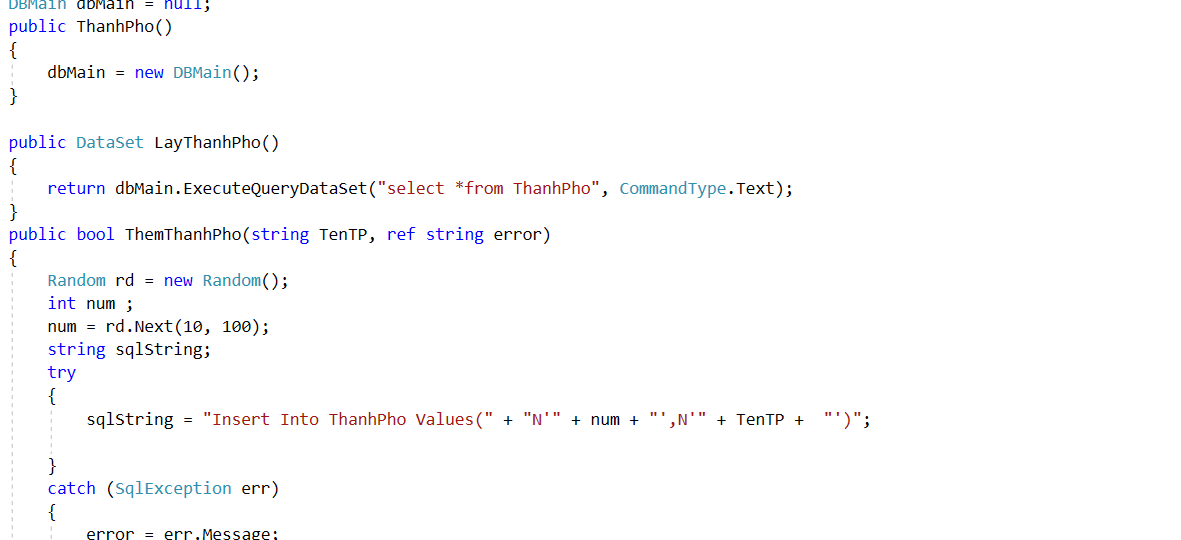 DBMain dbMain = null;
public ThanhPho()
{
dbMain = new DBMain();
}
public DataSet LayThanhPho()
{
return dbMain.ExecuteQueryDataSet("select *from ThanhPho", CommandType.Text);
}
public bool ThemThanhPho(string TenTP, ref string error)
{
Random rd = new Random();
int num ;
num = rd.Next(10, 100);
string sqlString;
try
{
sqlString = "Insert Into ThanhPho Values(" + "N'" + num + "',N'" + TenTP +  "')";
}
catch (SqlException err)
{
error = err.Message;